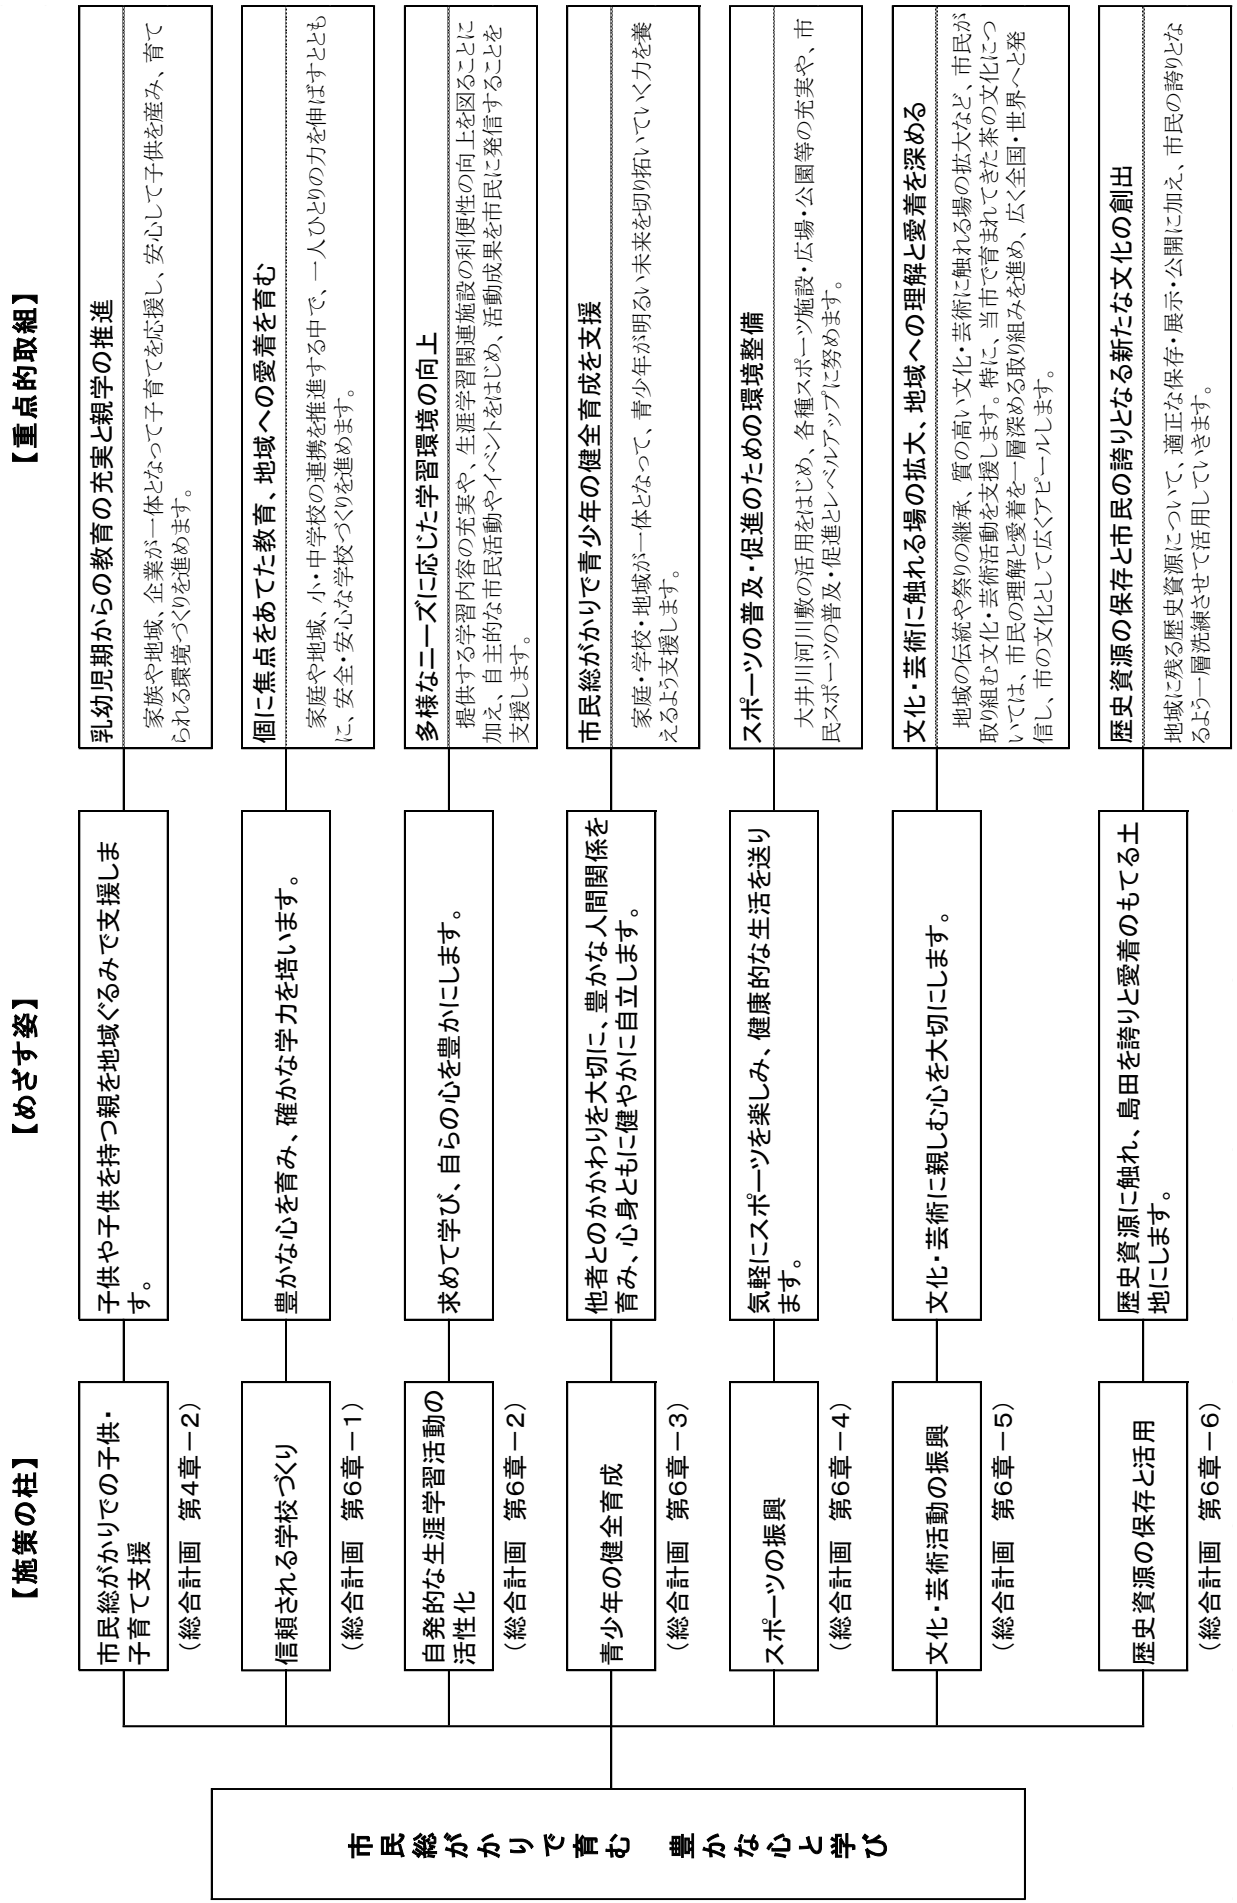 市民総がかりで育む　豊かな心と学び
【施策の柱】
【めざす姿】
【重点的取組】
市民総がかりでの子供・
子育て支援
（総合計画　第4章－2）
子供や子供を持つ親を地域ぐるみで支援しま
す。
乳幼児期からの教育の充実と親学の推進
家族や地域、企業が一体となって子育てを応援し、安心して子供を産み、育て
られる環境づくりを進めます。
信頼される学校づくり
（総合計画　第6章－1）
豊かな心を育み、確かな学力を培います。
個に焦点をあてた教育、地域への愛着を育む
家庭や地域、小・中学校の連携を推進する中で、一人ひとりの力を伸ばすととも
に、安全・安心な学校づくりを進めます。
自発的な生涯学習活動の
活性化
（総合計画　第6章－2）
求めて学び、自らの心を豊かにします。
多様なニーズに応じた学習環境の向上
提供する学習内容の充実や、生涯学習関連施設の利便性の向上を図ることに
加え、自主的な市民活動やイベントをはじめ、活動成果を市民に発信することを
支援します。
青少年の健全育成
（総合計画　第6章－3）
他者とのかかわりを大切に、豊かな人間関係を
育み、心身ともに健やかに自立します。
市民総がかりで青少年の健全育成を支援
家庭・学校・地域が一体となって、青少年が明るい未来を切り拓いていく力を養
えるよう支援します。
スポーツの振興
（総合計画　第6章－4）
気軽にスポーツを楽しみ、健康的な生活を送り
ます。
スポーツの普及・促進のための環境整備
大井川河川敷の活用をはじめ、各種スポーツ施設・広場・公園等の充実や、市
民スポーツの普及・促進とレベルアップに努めます。
文化・芸術活動の振興
（総合計画　第6章－5）
文化・芸術に親しむ心を大切にします。
文化・芸術に触れる場の拡大、地域への理解と愛着を深める
地域の伝統や祭りの継承、質の高い文化・芸術に触れる場の拡大など、市民が
取り組む文化・芸術活動を支援します。特に、当市で育まれてきた茶の文化につ
いては、市民の理解と愛着を一層深める取り組みを進め、広く全国・世界へと発
信し、市の文化として広くアピールします。
歴史資源の保存と活用
（総合計画　第6章－6）
歴史資源に触れ、島田を誇りと愛着のもてる土
地にします。
歴史資源の保存と市民の誇りとなる新たな文化の創出
地域に残る歴史資源について、適正な保存・展示・公開に加え、市民の誇りとな
るよう一層洗練させて活用していきます。